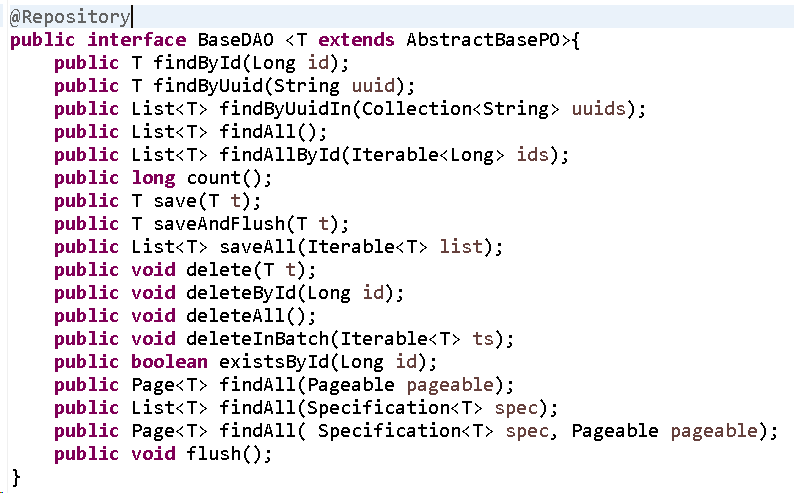 @Repository
public interface BaseDAO <T extends AbstractBasePO>{
    public T findById(Long id);
    public T findByUuid(String uuid);
    public List<T> findByUuidIn(Collection<String> uuids);
    public List<T> findAll();
    public List<T> findAllById(Iterable<Long> ids);
    public long count();
    public T save(T t);
    public T saveAndFlush(T t);
    public List<T> saveAll(Iterable<T> list);
    public void delete(T t);
    public void deleteById(Long id);
    public void deleteAll();
    public void deleteInBatch(Iterable<T> ts);
    public boolean existsById(Long id);
    public Page<T> findAll(Pageable pageable);
    public List<T> findAll(Specification<T> spec);
    public Page<T> findAll( Specification<T> spec, Pageable pageable);
    public void flush();
}